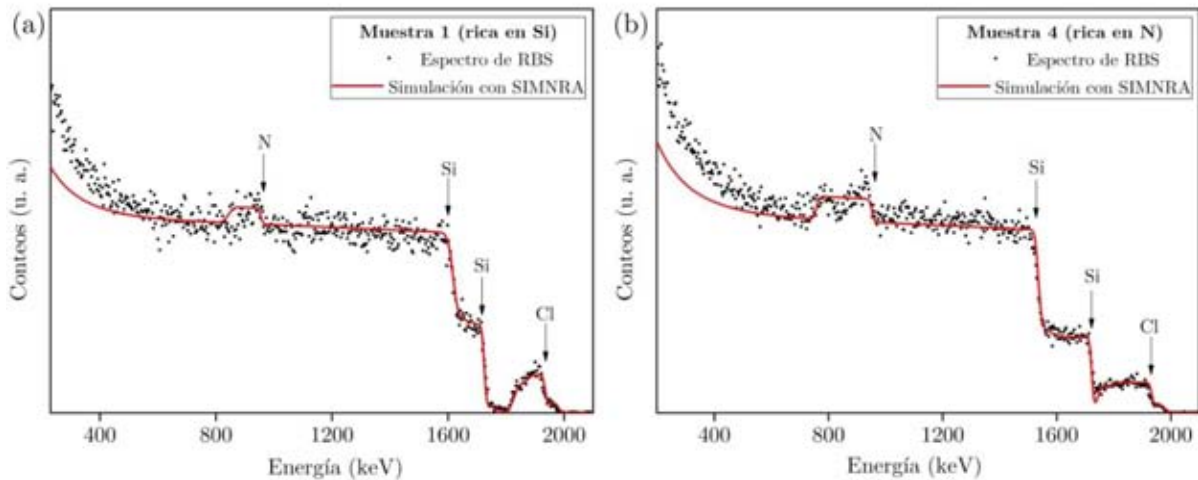 (a)
Muestra 1 (rica en Si)
Espectro de RBS
Simulación con SIMNRA
N
Si
Si
Cl
Conteos (u. a.)
400 800 1200 1600 2000
Energía (keV)
(b)
Muestra 4 (rica en N)
Espectro de RBS
Simulación con SIMNRA
N
Si
Si
Cl
Conteos (u. a.)
400 800 1200 1600 2000
Energía (keV)